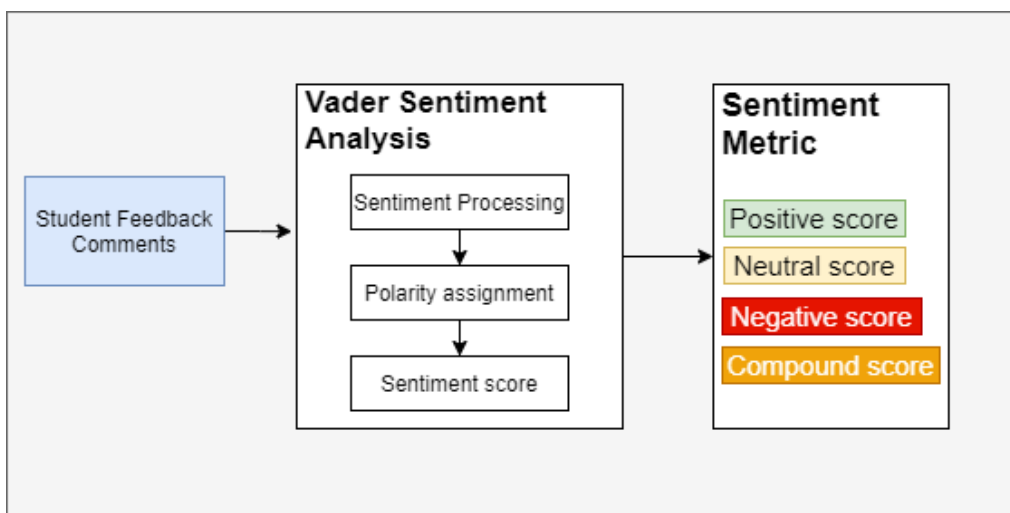 Student Feedback
Comments
Vader Sentiment
Analysis
Sentiment Processing
Polarity assignment
Sentiment score
Sentiment
Metric
Positive score
Neutral score
Negative score
Compound score